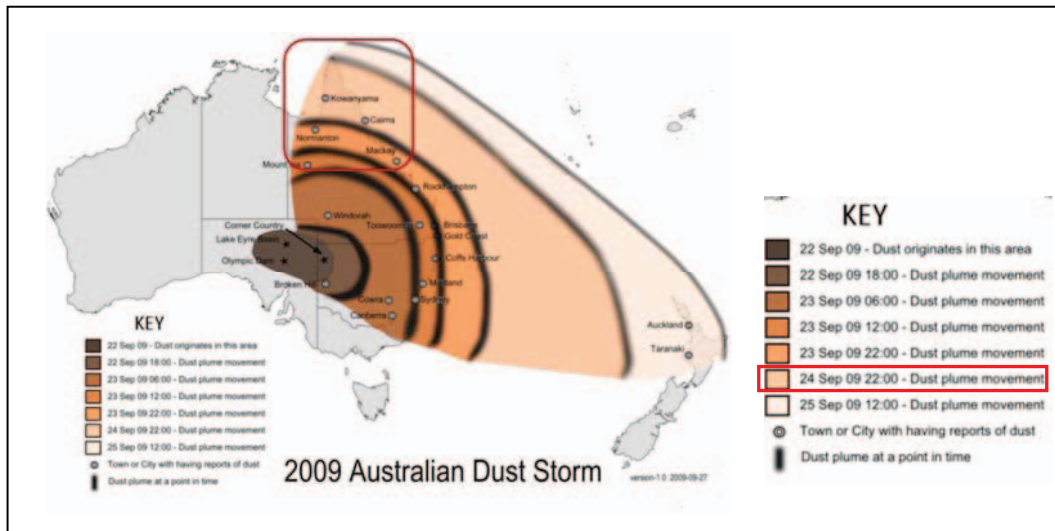 Kowanyama
Cairns
Normanton
Mackay
Mount Isa
Rockhampton
Windorah
Toowoomba
Brisbane
Gold Coast
Corner Country
Lake Eyre Basin
Olympic Dam
Coffs Harbour
Broken Hill
Maitland
Cowra
Sydney
Canberra
Auckland
Taranaki
KEY
22 Sep 09 - Dust originates in this area
22 Sep 09 18:00 - Dust plume movement
23 Sep 09 06:00 - Dust plume movement
23 Sep 09 12:00 - Dust plume movement
23 Sep 09 22:00 - Dust plume movement
24 Sep 09 22:00 - Dust plume movement
25 Sep 09 12:00 - Dust plume movement
Town or City with having reports of dust
Dust plume at a point in time
2009 Australian Dust Storm
version-1.0 2009-09-27
KEY
22 Sep 09 - Dust originates in this area
22 Sep 09 18:00 - Dust plume movement
23 Sep 09 06:00 - Dust plume movement
23 Sep 09 12:00 - Dust plume movement
23 Sep 09 22:00 - Dust plume movement
24 Sep 09 22:00 - Dust plume movement
25 Sep 09 12:00 - Dust plume movement
Town or City with having reports of dust
Dust plume at a point in time